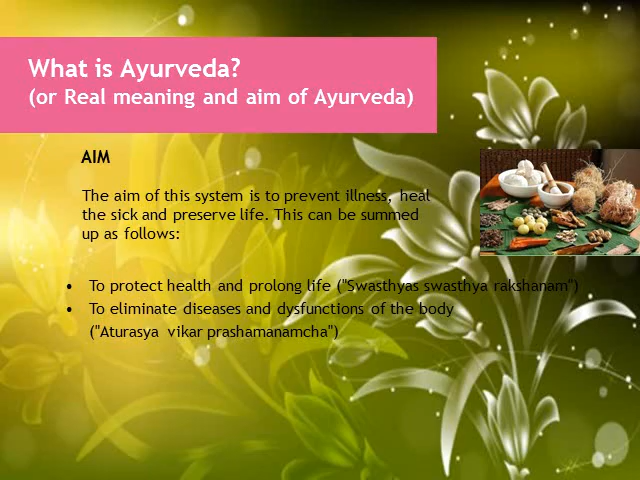 What is Ayurveda?
(or Real meaning and aim of Ayurveda)
AIM
The aim of this system is to prevent illness, heal
the sick and preserve life. This can be summed
up as follows:
• To protect health and prolong life ("Swasthyas swasthya rakshanam")
• To eliminate diseases and dysfunctions of the body
("Aturasya vikar prashamanamcha")